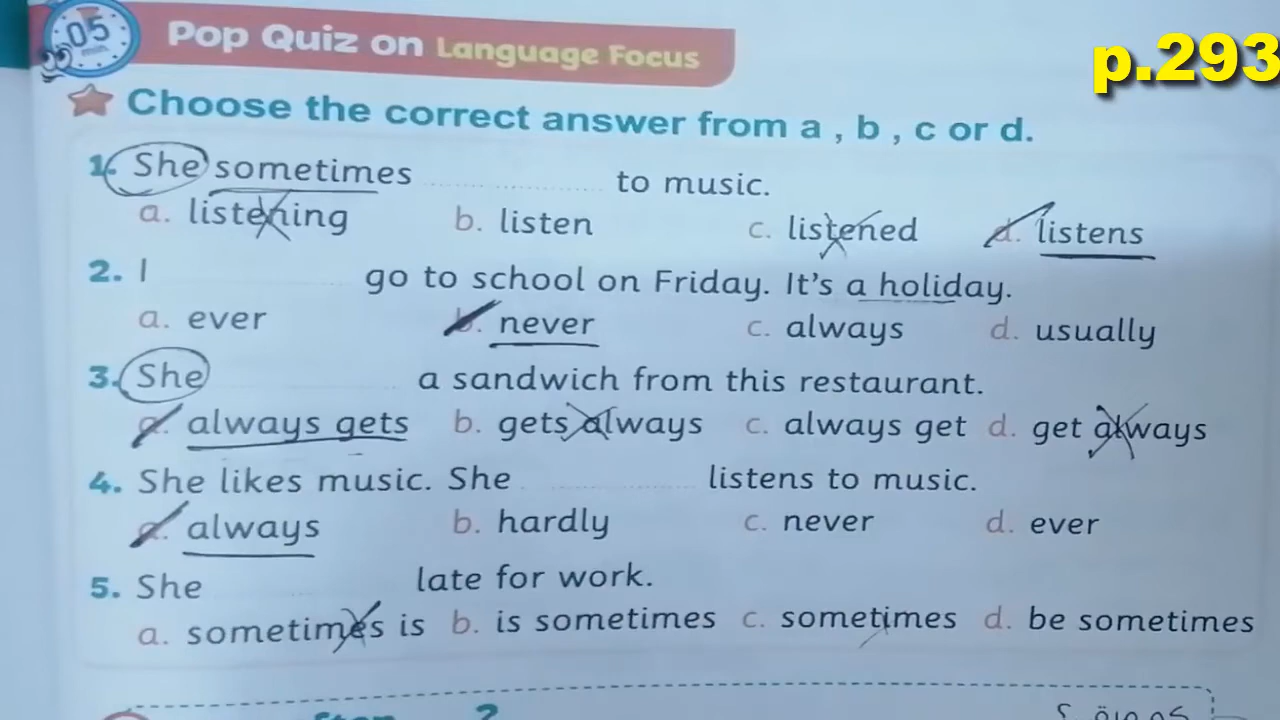 05
min
Pop Quiz on Language Focus
p.293
Choose the correct answer from a , b , c or d.
1. She sometimes .................... to music.
a. listening b. listen c. listened d. listens
2. I go to school on Friday. It's a holiday.
a. ever b. never c. always d. usually
3. She a sandwich from this restaurant.
a. always gets b. gets always c. always get d. get always
4. She likes music. She .................... listens to music.
a. always b. hardly c. never d. ever
5. She late for work.
a. sometimes is b. is sometimes c. sometimes d. be sometimes